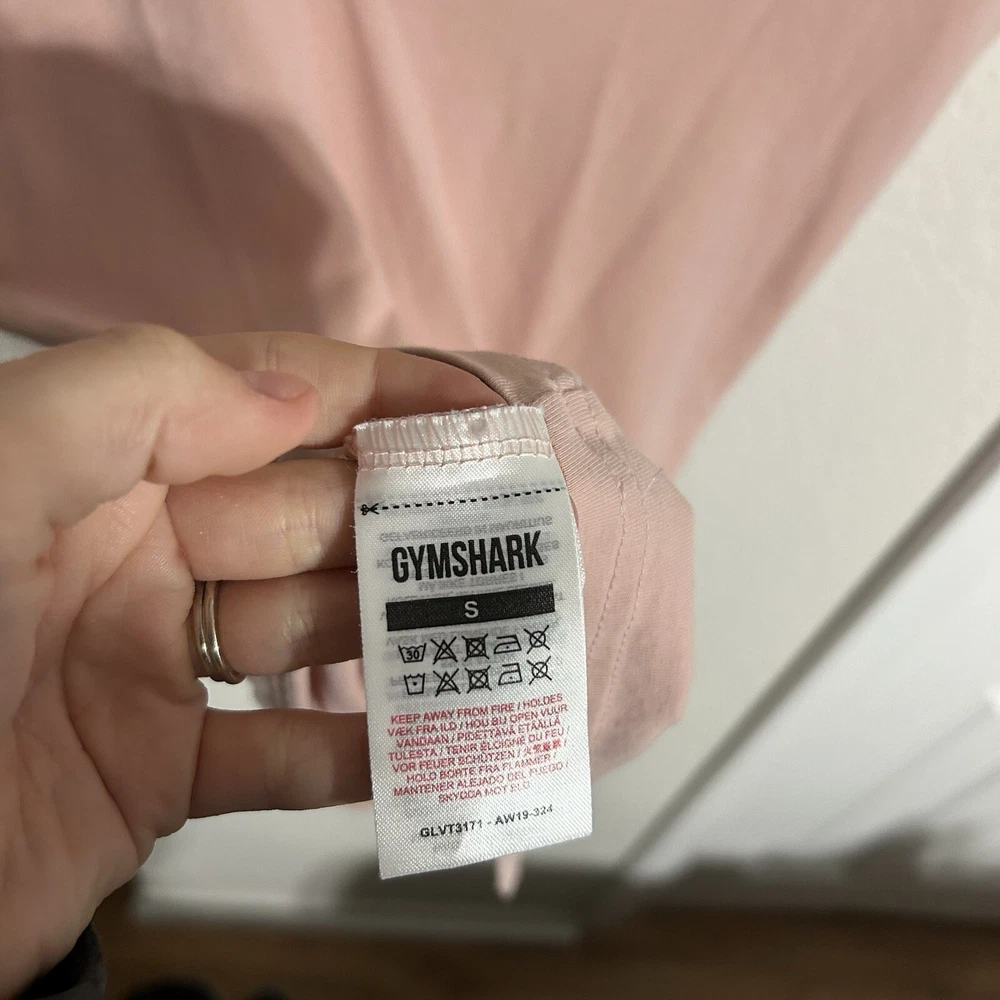 GYMSHARK
S
30
KEEP AWAY FROM FIRE / HOLDES
VÆK FRA ILD / HOU BIJ OPEN VUUR
VANDAAN / PIDETTÄVÄ ETÄÄLLÄ
TULESTA / TENIR ÉLOIGNÉ DU FEU /
VOR FEUER SCHÜTZEN / 火気厳禁 /
HOLD BORTE FRA FLAMMER /
MANTENER ALEJADO DEL FUEGO /
SKYDDA MOT ELD
GLVT3171 - AW19-324